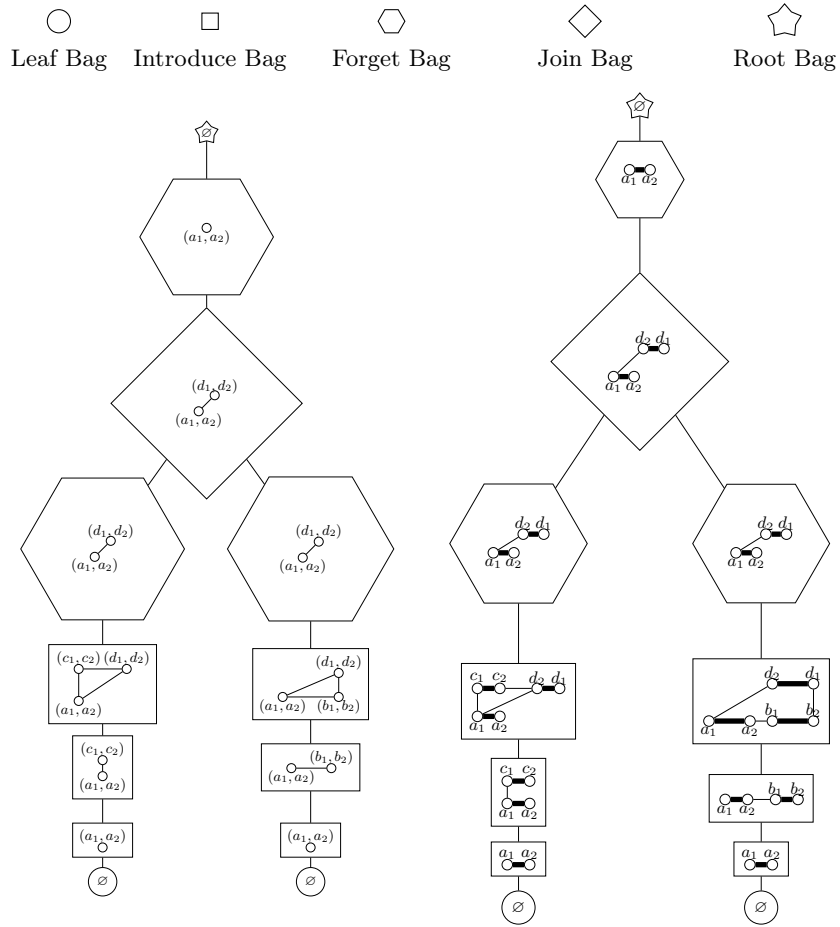 Leaf Bag Introduce Bag Forget Bag Join Bag Root Bag
∅ ∅
a₁ a₂
(a₁, a₂)
d₂ d₁
a₁ a₂
(d₁, d₂)
(a₁, a₂)
(d₁, d₂) (d₁, d₂) d₂ d₁ d₂ d₁
(a₁, a₂) (a₁, a₂) a₁ a₂ a₁ a₂
(c₁, c₂) (d₁, d₂) (d₁, d₂) c₁ c₂ d₂ d₁ d₂ d₁
(a₁, a₂) (a₁, a₂) (b₁, b₂) a₁ a₂ a₁ a₂ b₁ b₂
(c₁, c₂) (b₁, b₂) c₁ c₂ b₁ b₂
(a₁, a₂) (a₁, a₂) a₁ a₂ a₁ a₂
(a₁, a₂) (a₁, a₂) a₁ a₂ a₁ a₂
∅ ∅ ∅ ∅